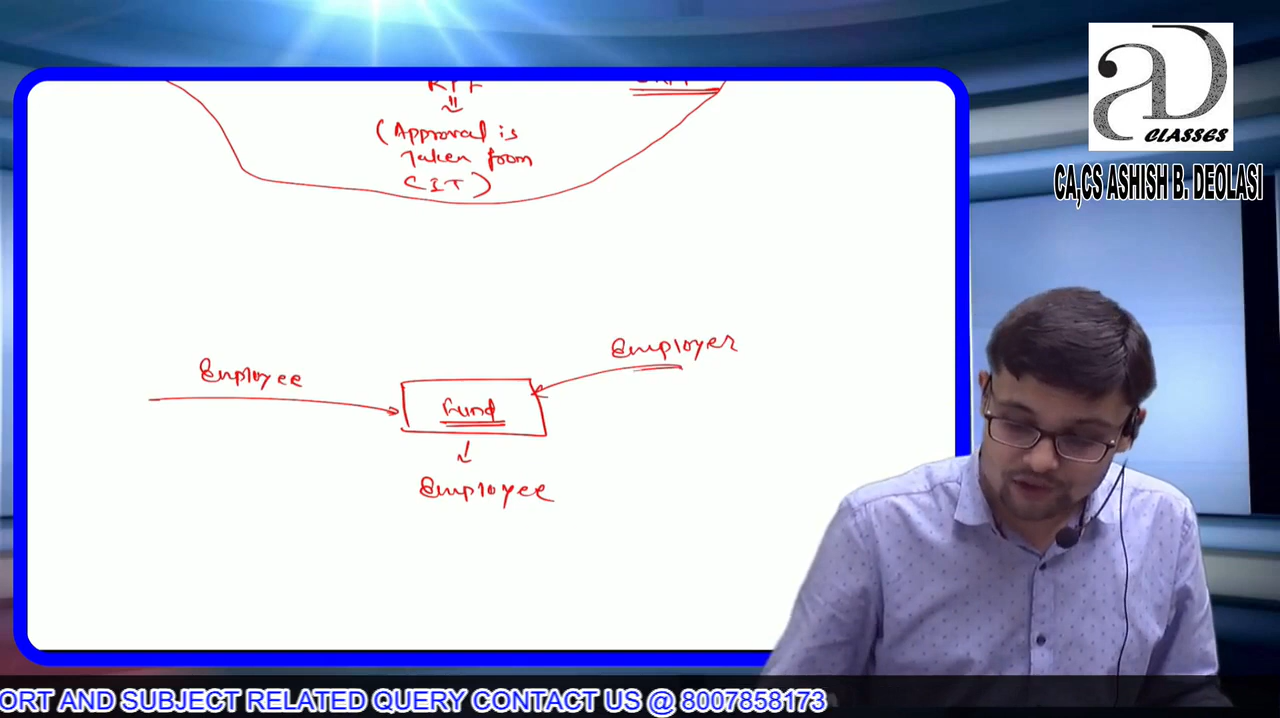 RPF
(Approval is
Taken from
CIT)
Employee
Employer
Fund
Employee
aD
CLASSES
CA,CS ASHISH B. DEOLASI
ORT AND SUBJECT RELATED QUERY CONTACT US @ 8007858173